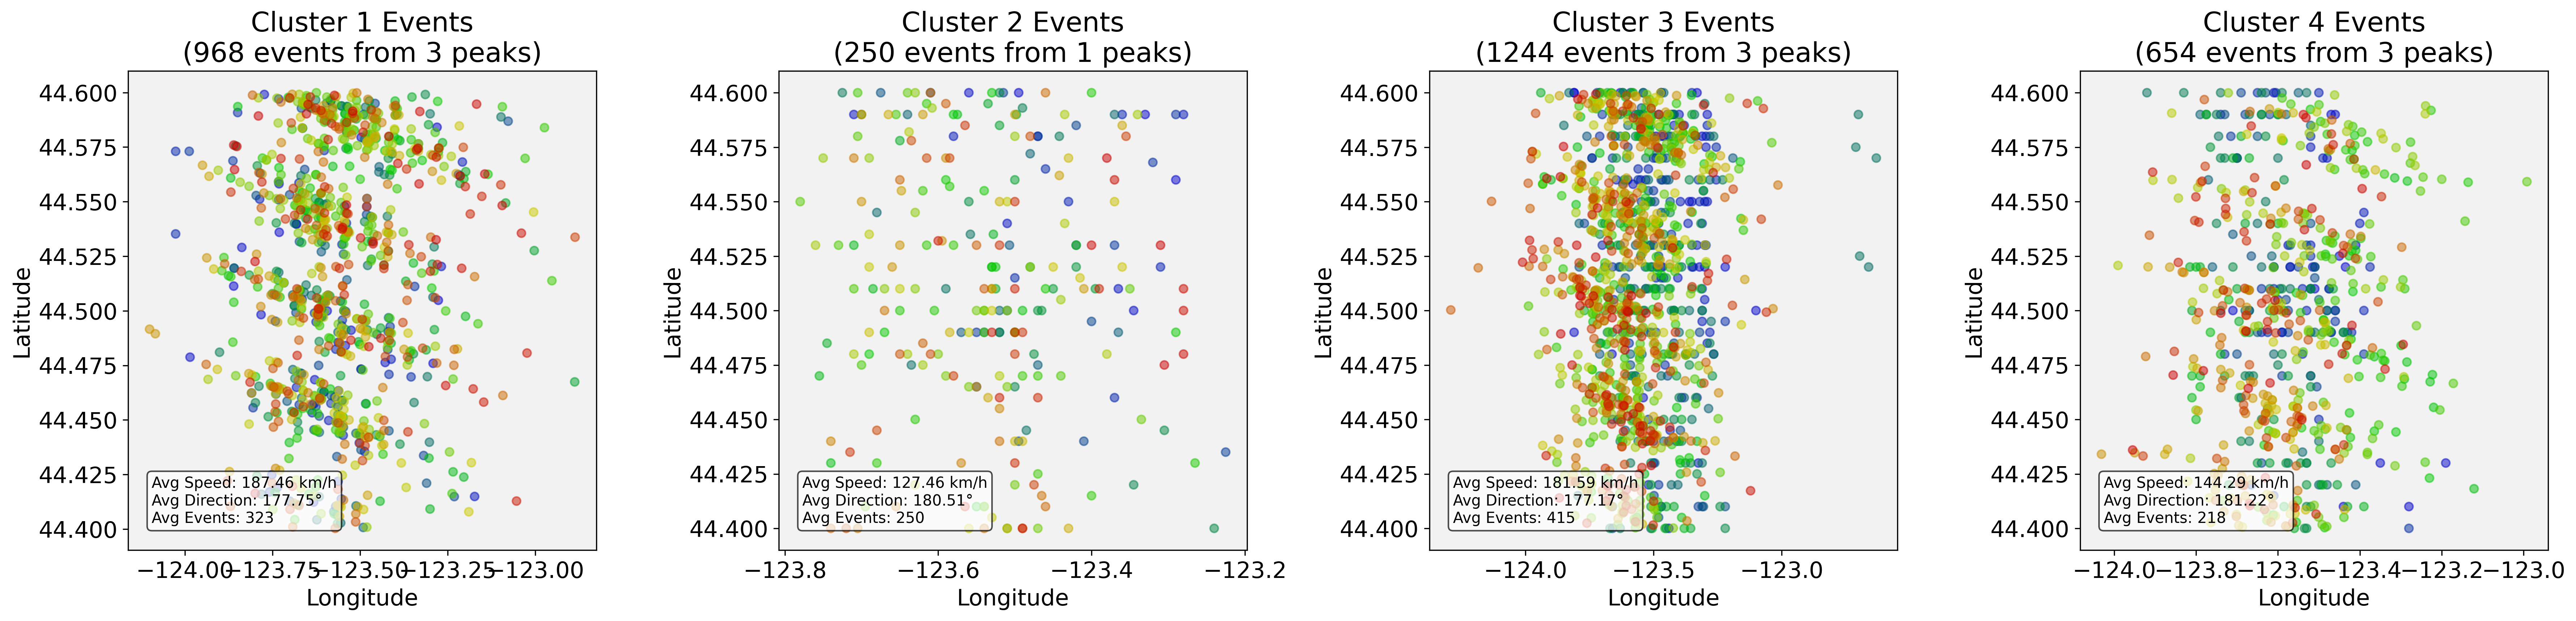 Cluster 1 Events
(968 events from 3 peaks)
44.600
44.575
44.550
44.525
44.500
44.475
44.450
44.425
44.400
Latitude
Avg Speed: 187.46 km/h
Avg Direction: 177.75°
Avg Events: 323
−124.00 −123.75 −123.50 −123.25 −123.00
Longitude
Cluster 2 Events
(250 events from 1 peaks)
44.600
44.575
44.550
44.525
44.500
44.475
44.450
44.425
44.400
Latitude
Avg Speed: 127.46 km/h
Avg Direction: 180.51°
Avg Events: 250
−123.8 −123.6 −123.4 −123.2
Longitude
Cluster 3 Events
(1244 events from 3 peaks)
44.600
44.575
44.550
44.525
44.500
44.475
44.450
44.425
44.400
Latitude
Avg Speed: 181.59 km/h
Avg Direction: 177.17°
Avg Events: 415
−124.0 −123.5 −123.0
Longitude
Cluster 4 Events
(654 events from 3 peaks)
44.600
44.575
44.550
44.525
44.500
44.475
44.450
44.425
44.400
Latitude
Avg Speed: 144.29 km/h
Avg Direction: 181.22°
Avg Events: 218
−124.0 −123.8 −123.6 −123.4 −123.2 −123.0
Longitude